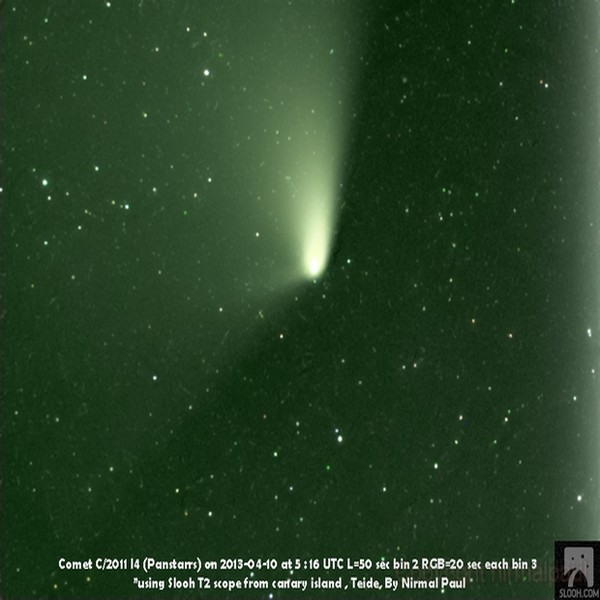 Comet C/2011 l4 (Panstarrs) on 2013-04-10 at 5 :16 UTC L=50 sec bin 2 RGB=20 sec each bin 3
"using Slooh T2 scope from canary island , Teide, By Nirmal Paul
SLOOH.COM